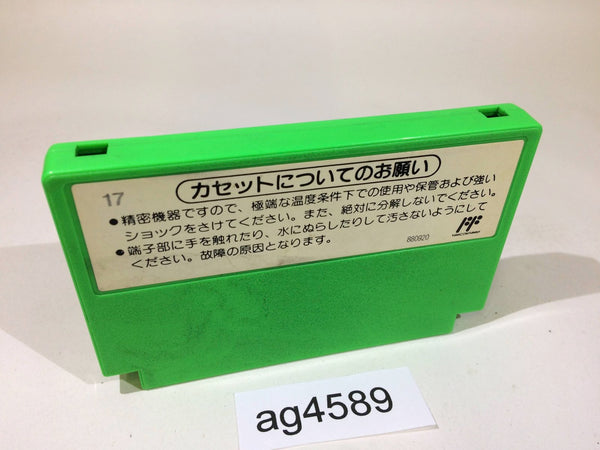 17
カセットについてのお願い
●精密機器ですので、極端な温度条件下での使用や保管および強い
ショックをさけてください。また、絶対に分解しないでください。
●端子部に手を触れたり、水にぬらしたりして汚さないようにして
ください。故障の原因となります。
880920
ag4589